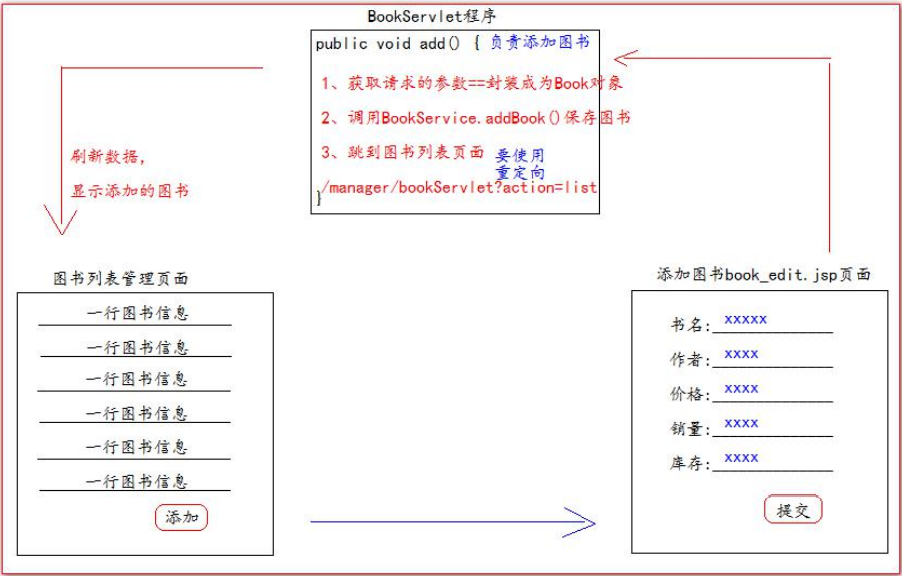 BookServlet程序
public void add() { 负责添加图书
1、获取请求的参数==封装成为Book对象
2、调用BookService.addBook()保存图书
3、跳到图书列表页面 要使用
重定向
/manager/bookServlet?action=list
}
刷新数据，
显示添加的图书
图书列表管理页面
一行图书信息
一行图书信息
一行图书信息
一行图书信息
一行图书信息
一行图书信息
添加
添加图书book_edit.jsp页面
书名:xxxxx
作者:xxxx
价格:xxxx
销量:xxxx
库存:xxxx
提交